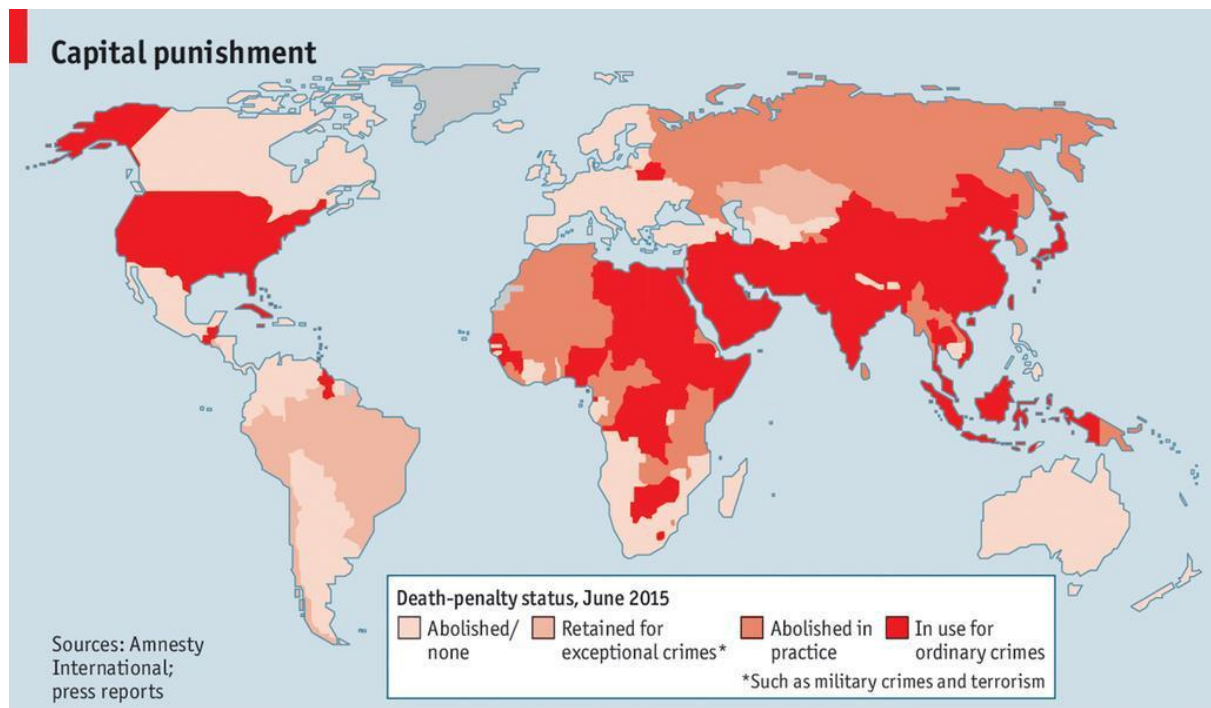 Capital punishment
Death-penalty status, June 2015
Abolished/
none
Retained for
exceptional crimes*
Abolished in
practice
In use for
ordinary crimes
*Such as military crimes and terrorism
Sources: Amnesty
International;
press reports